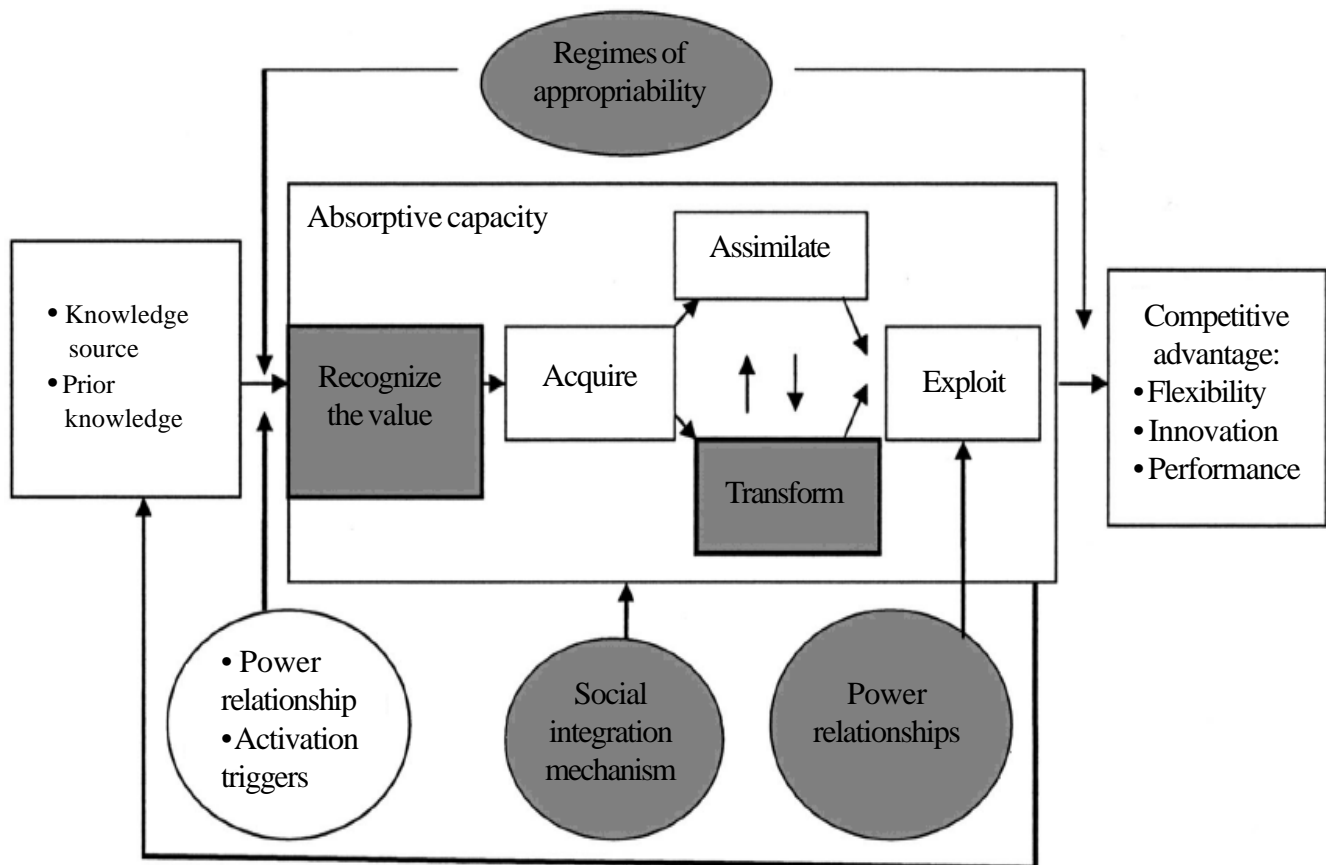 Regimes of
appropriability
Absorptive capacity
Assimilate
• Knowledge
source
• Prior
knowledge
Recognize
the value
Acquire
Exploit
Transform
Competitive
advantage:
• Flexibility
• Innovation
• Performance
• Power
relationship
• Activation
triggers
Social
integration
mechanism
Power
relationships